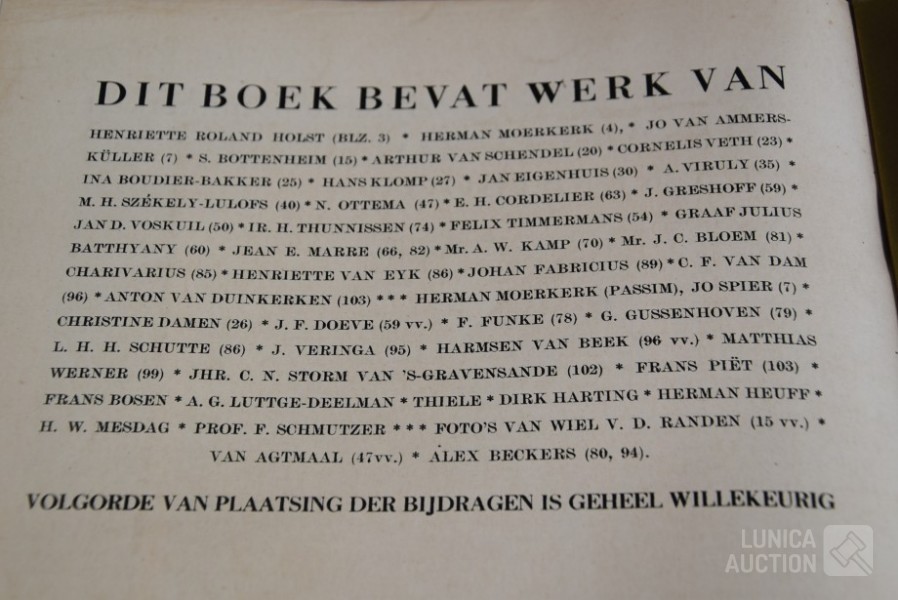 DIT BOEK BEVAT WERK VAN
HENRIETTE ROLAND HOLST (BLZ. 3) * HERMAN MOERKERK (4), * JO VAN AMMERS-
KÜLLER (7) * S. BOTTENHEIM (15) * ARTHUR VAN SCHENDEL (20) * CORNELIS VETH (23) *
INA BOUDIER-BAKKER (25) * HANS KLOMP (27) * JAN EIGENHUIS (30) * A. VIRULY (35) *
M. H. SZÉKELY-LULOFS (40) * N. OTTEMA (47) * E. H. CORDELIER (63) * J. GRESHOFF (59) *
JAN D. VOSKUIL (50) * IR. H. THUNNISSEN (74) * FELIX TIMMERMANS (54) * GRAAF JULIUS
BATTHYANY (60) * JEAN E. MARRE (66, 82) * Mr. A. W. KAMP (70) * Mr. J. C. BLOEM (81) *
CHARIVARIUS (85) * HENRIETTE VAN EYK (86) * JOHAN FABRICIUS (89) * C. F. VAN DAM
(96) * ANTON VAN DUINKERKEN (103) * * * HERMAN MOERKERK (PASSIM), JO SPIER (7) *
CHRISTINE DAMEN (26) * J. F. DOEVE (59 vv.) * F. FUNKE (78) * G. GUSSENHOVEN (79) *
L. H. H. SCHUTTE (86) * J. VERINGA (95) * HARMSEN VAN BEEK (96 vv.) * MATTHIAS
WERNER (99) * JHR. C. N. STORM VAN 'S-GRAVENSANDE (102) * FRANS PIËT (103) *
FRANS BOSEN * A. G. LUTTGE-DEELMAN * THIELE * DIRK HARTING * HERMAN HEUFF *
H. W. MESDAG * PROF. F. SCHMUTZER * * * FOTO'S VAN WIEL V. D. RANDEN (15 vv.) *
VAN AGTMAAL (47vv.) * ALEX BECKERS (80, 94).
VOLGORDE VAN PLAATSING DER BIJDRAGEN IS GEHEEL WILLEKEURIG
LUNICA
AUCTION